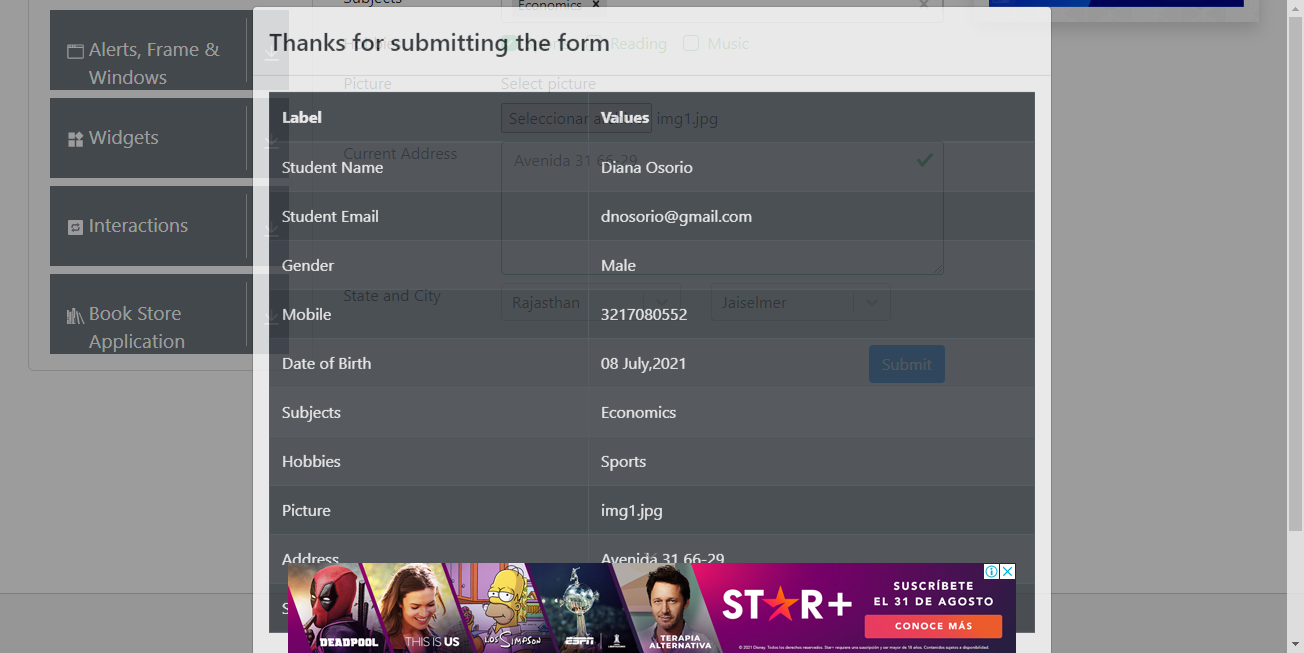 Subjects
Economics ×
Alerts, Frame &
Windows
Widgets
Interactions
Book Store
Application
Thanks for submitting the form
Hobbies Reading Music
Picture
Select picture
img1.jpg
Current Address
Avenida 31 66-29
State and City
Rajasthan
Jaiselmer
Submit
Label Values
Student Name Diana Osorio
Student Email dnosorio@gmail.com
Gender Male
Mobile 3217080552
Date of Birth 08 July,2021
Subjects Economics
Hobbies Sports
Picture img1.jpg
Address Avenida 31 66-29
S
DEADPOOL
THIS IS US
LOS SIMPSON
ESPN
TERAPIA
ALTERNATIVA
STAR+
SUSCRÍBETE
EL 31 DE AGOSTO
CONOCE MÁS